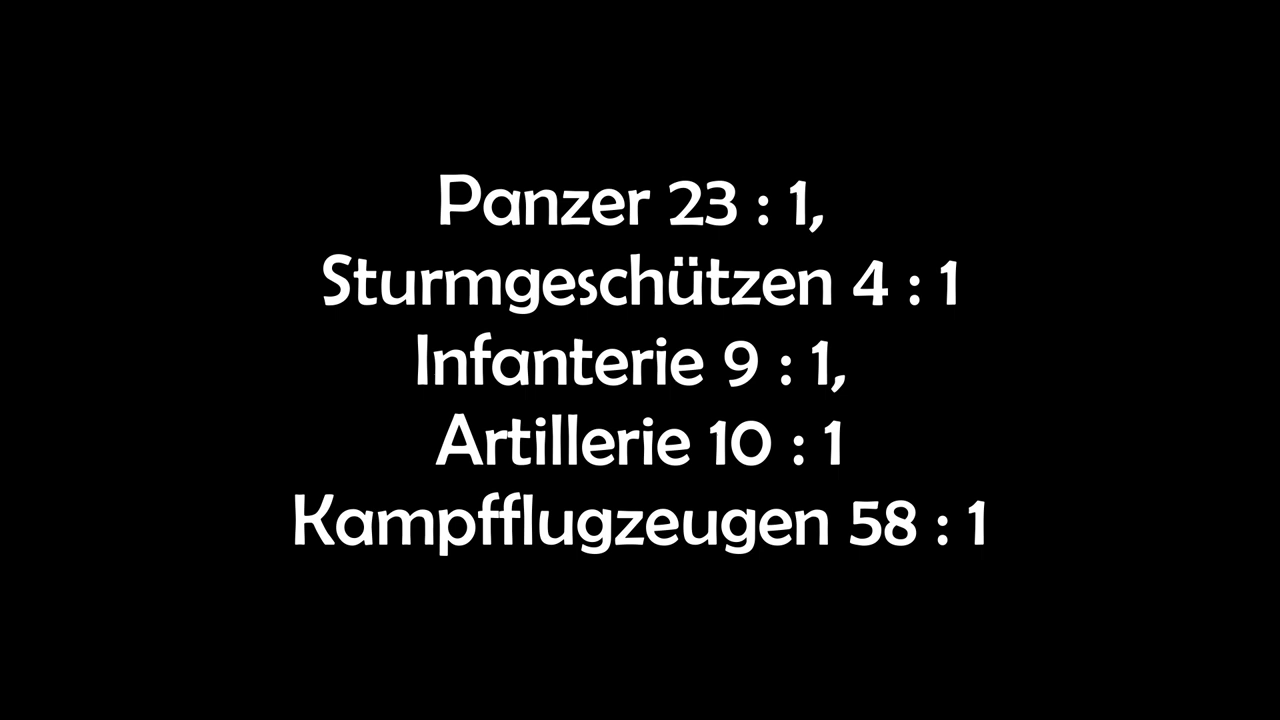 Panzer 23 : 1,
Sturmgeschützen 4 : 1
Infanterie 9 : 1,
Artillerie 10 : 1
Kampfflugzeugen 58 : 1